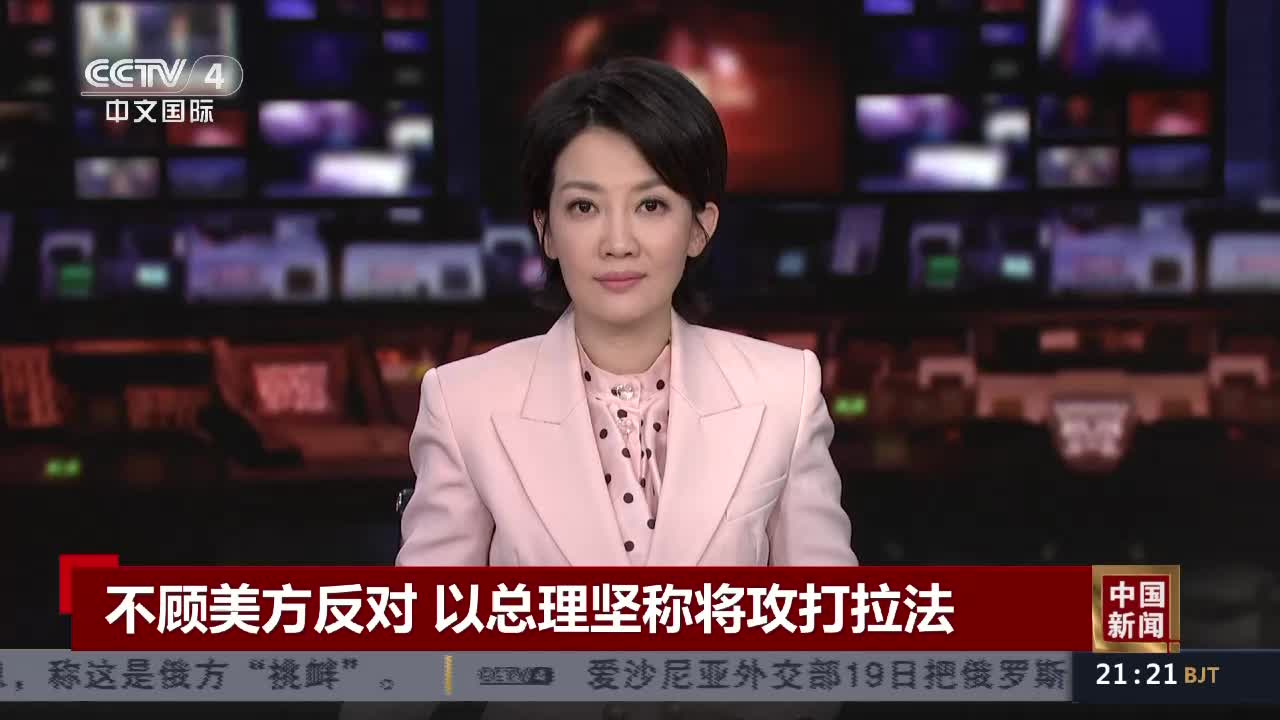 CCTV 4
中文国际
不顾美方反对 以总理坚称将攻打拉法
中国
新闻
，称这是俄方“挑衅”。 CCTV 4 爱沙尼亚外交部19日把俄罗斯
21:21 BJT